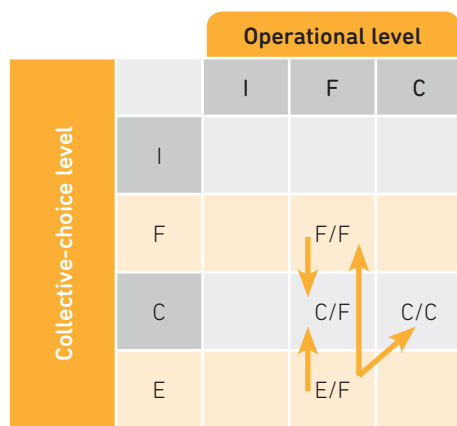 Operational level
I F C
Collective-choice level
I
F F/F
C C/F C/C
E E/F